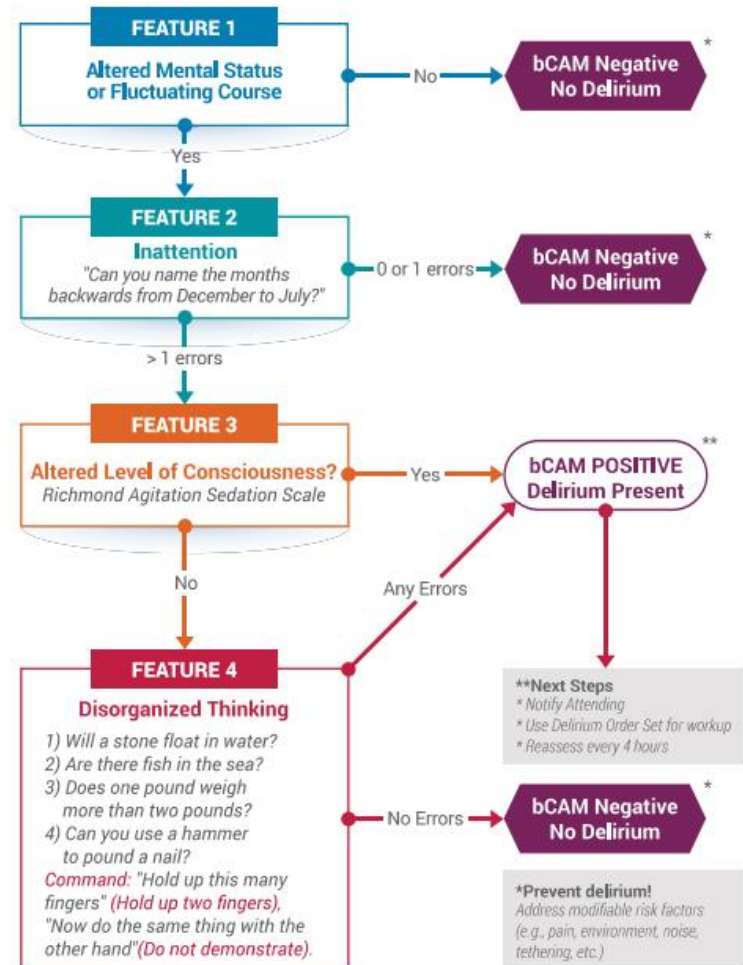 FEATURE 1
Altered Mental Status
or Fluctuating Course
No
bCAM Negative
No Delirium
*
Yes
FEATURE 2
Inattention
"Can you name the months
backwards from December to July?"
0 or 1 errors
bCAM Negative
No Delirium
*
> 1 errors
FEATURE 3
Altered Level of Consciousness?
Richmond Agitation Sedation Scale
Yes
bCAM POSITIVE
Delirium Present
**
No
Any Errors
FEATURE 4
Disorganized Thinking
1) Will a stone float in water?
2) Are there fish in the sea?
3) Does one pound weigh
more than two pounds?
4) Can you use a hammer
to pound a nail?
Command: "Hold up this many
fingers" (Hold up two fingers),
"Now do the same thing with the
other hand"(Do not demonstrate).
**Next Steps
* Notify Attending
* Use Delirium Order Set for workup
* Reassess every 4 hours
No Errors
bCAM Negative
No Delirium
*
*Prevent delirium!
Address modifiable risk factors
(e.g., pain, environment, noise,
tethering, etc.)